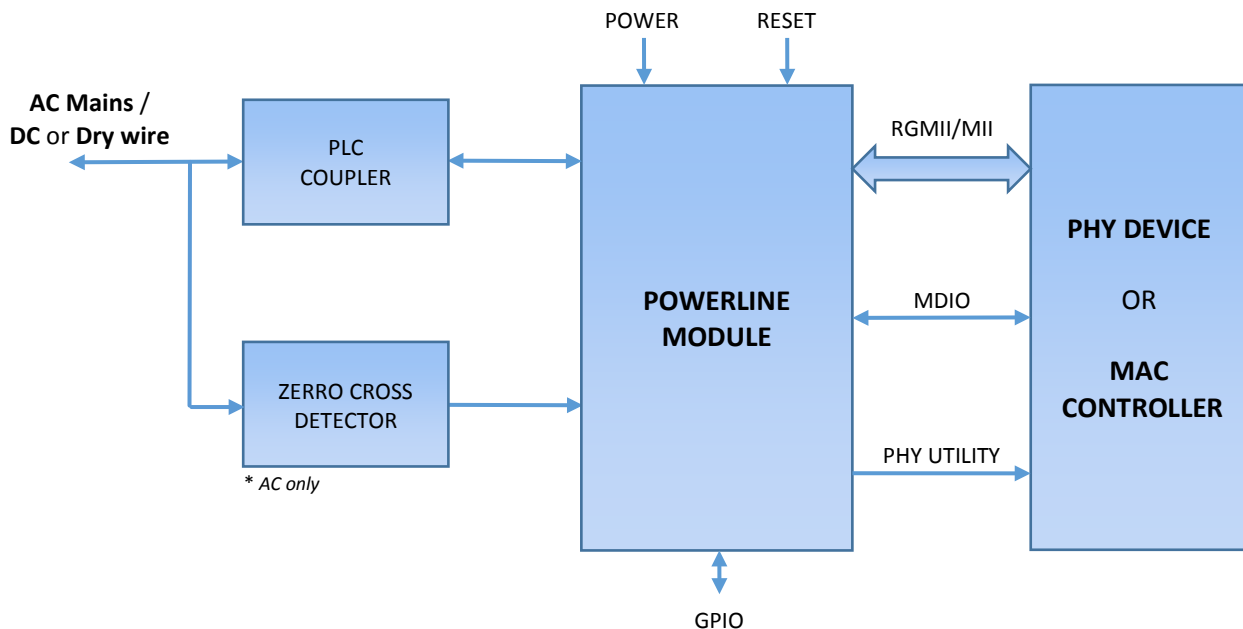 POWER
RESET
AC Mains /
DC or Dry wire
PLC
COUPLER
RGMII/MII
PHY DEVICE
OR
MAC
CONTROLLER
POWERLINE
MODULE
MDIO
ZERRO CROSS
DETECTOR
* AC only
PHY UTILITY
GPIO